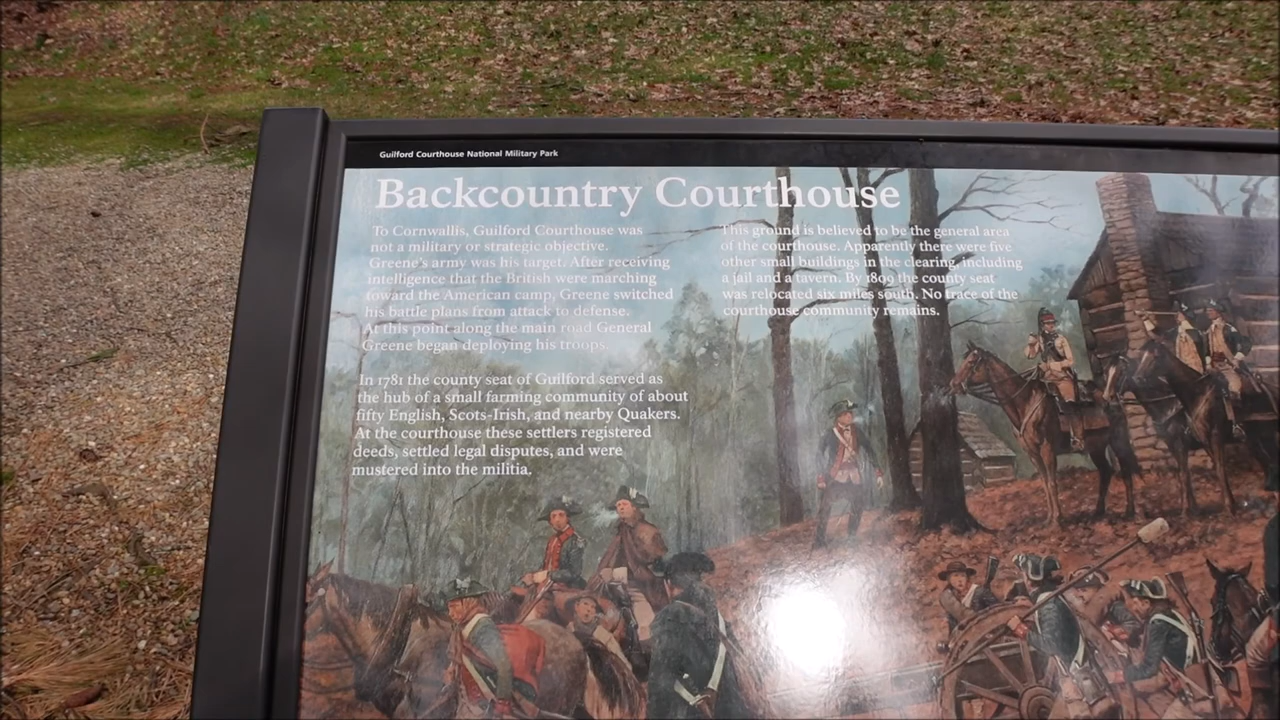 Guilford Courthouse National Military Park
Backcountry Courthouse
To Cornwallis, Guilford Courthouse was
not a military or strategic objective.
Greene's army was his target. After receiving
intelligence that the British were marching
toward the American camp, Greene switched
his battle plans from attack to defense.
At this point along the main road General
Greene began deploying his troops.
In 1781 the county seat of Guilford served as
the hub of a small farming community of about
fifty English, Scots-Irish, and nearby Quakers.
At the courthouse these settlers registered
deeds, settled legal disputes, and were
mustered into the militia.
This ground is believed to be the general area
of the courthouse. Apparently there were five
other small buildings in the clearing, including
a jail and a tavern. By 1809 the county seat
was relocated six miles south. No trace of the
courthouse community remains.